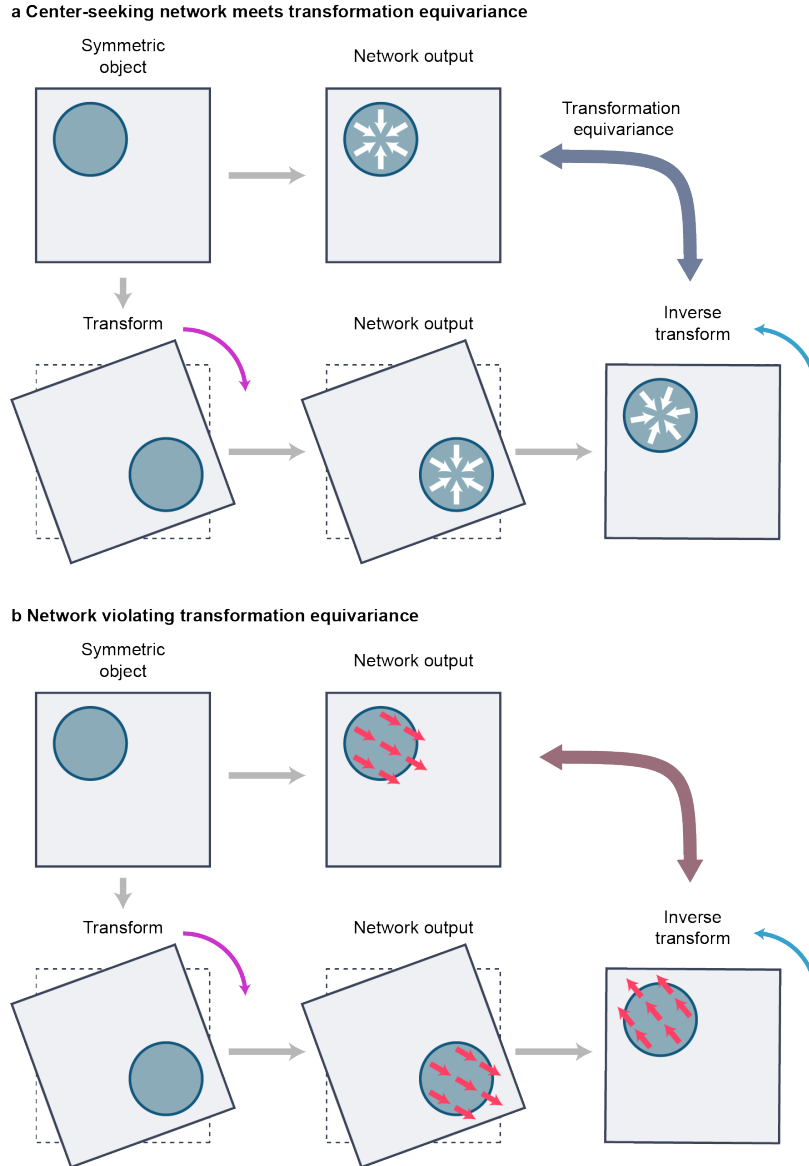 a Center-seeking network meets transformation equivariance
Symmetric
object
Network output
Transformation
equivariance
Transform
Network output
Inverse
transform
b Network violating transformation equivariance
Symmetric
object
Network output
Transform
Network output
Inverse
transform